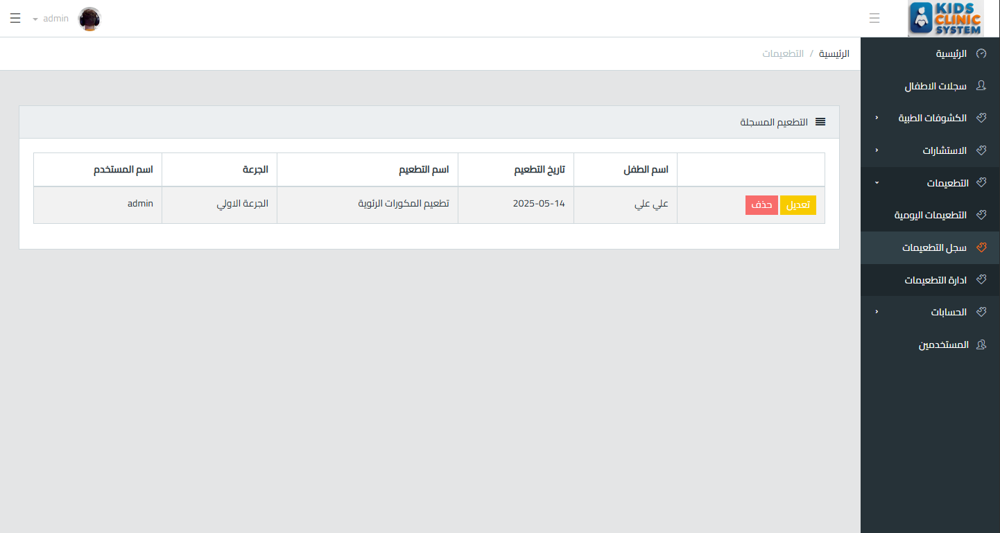 KIDS
CLINIC
SYSTEM
admin
الرئيسية
سجلات الاطفال
الكشوفات الطبية
الاستشارات
التطعيمات
التطعيمات اليومية
سجل التطعيمات
ادارة التطعيمات
الحسابات
المستخدمين
الرئيسية / التطعيمات
التطعيم المسجلة
اسم الطفل تاريخ التطعيم اسم التطعيم الجرعة اسم المستخدم
تعديل حذف علي علي 2025-05-14 تطعيم المكورات الرئوية الجرعة الاولي admin